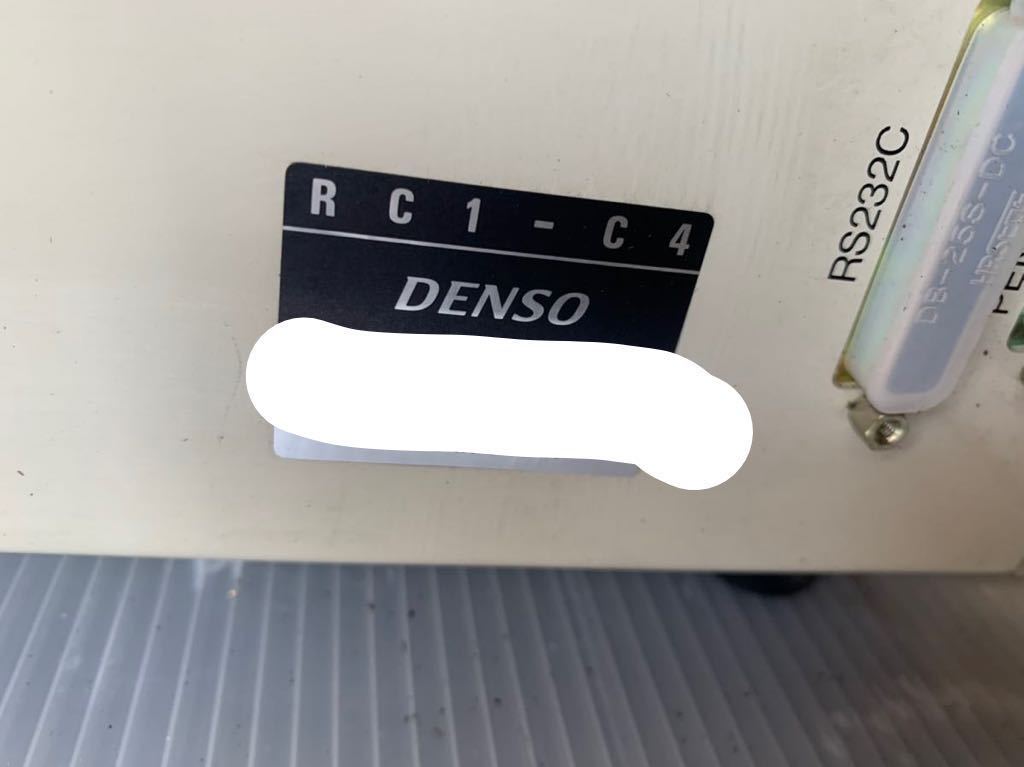 RC1-C4
DENSO
RS232C
DB-25S-DC